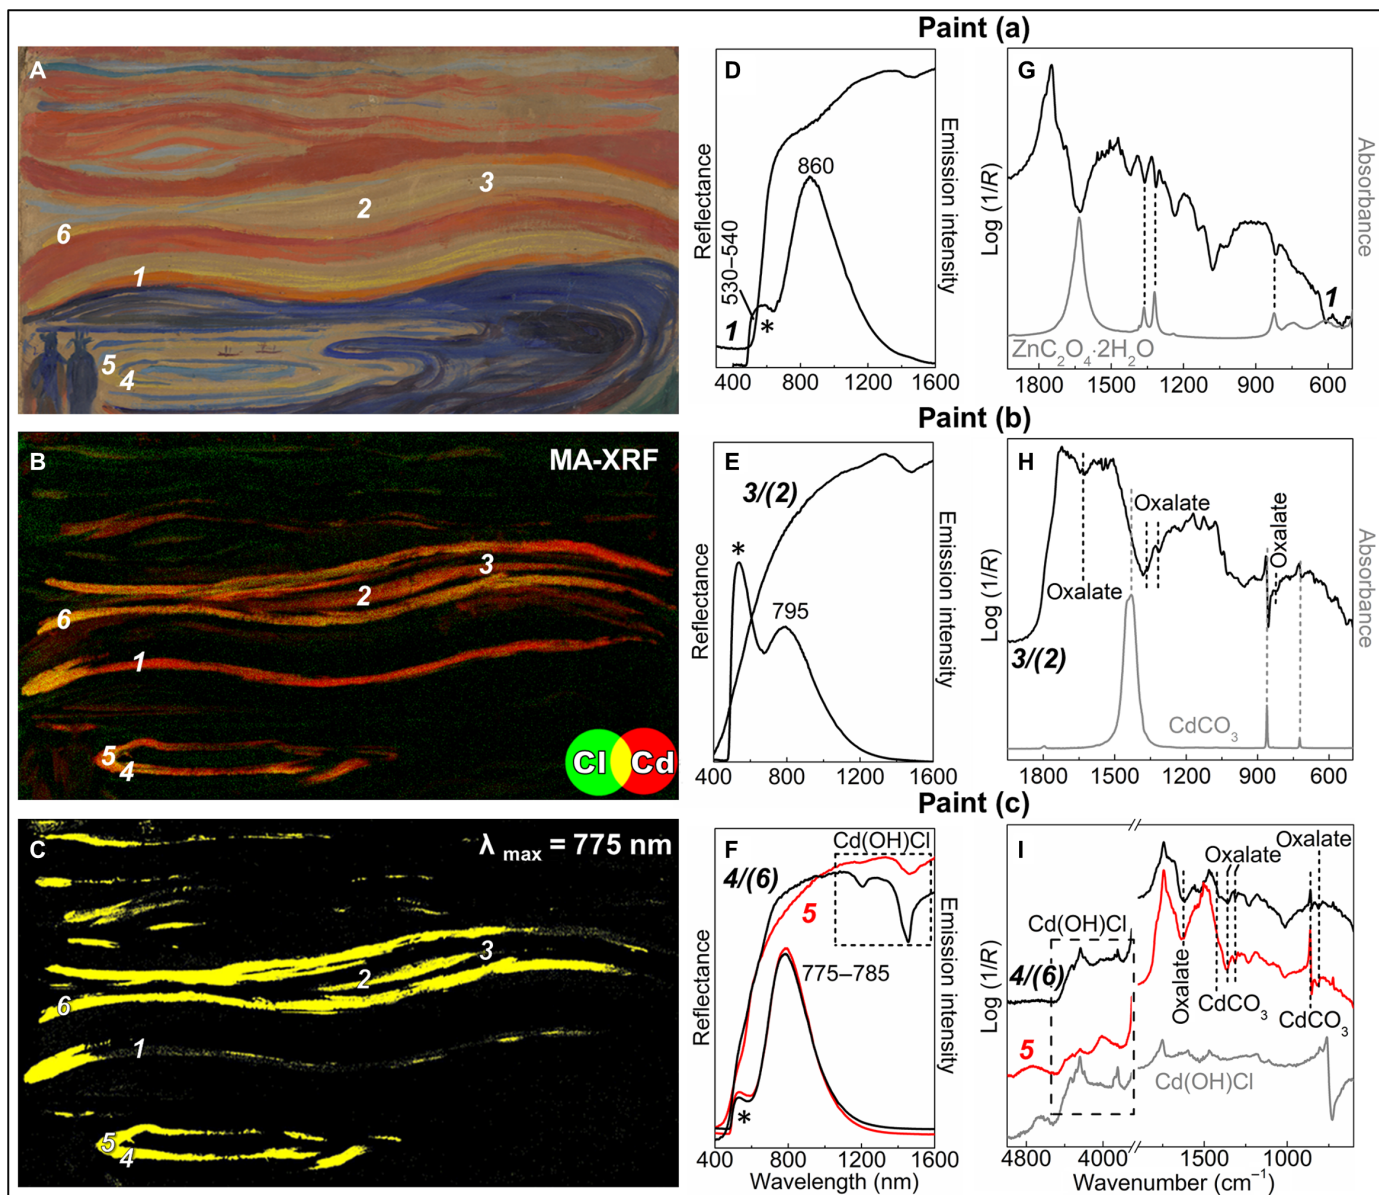 Paint (a)
A
1
2
3
4
5
6
D
Reflectance
Emission intensity
530–540
860
1
*
400
800
1200
1600
G
Log (1/R)
Absorbance
1
ZnC₂O₄·2H₂O
1800
1500
1200
900
600
Paint (b)
B
MA-XRF
1
2
3
4
5
6
Cl
Cd
E
3/(2)
*
795
Reflectance
Emission intensity
400
800
1200
1600
H
Oxalate
Oxalate
Oxalate
Log (1/R)
Absorbance
3/(2)
CdCO₃
1800
1500
1200
900
600
Paint (c)
C
λ max = 775 nm
1
2
3
4
5
6
F
Cd(OH)Cl
4/(6)
5
775–785
*
Reflectance
Emission intensity
400
800
1200
1600
Wavelength (nm)
I
Oxalate
Oxalate
Cd(OH)Cl
Oxalate
4/(6)
CdCO₃
CdCO₃
5
Cd(OH)Cl
Log (1/R)
4800
4000
1500
1000
Wavenumber (cm⁻¹)